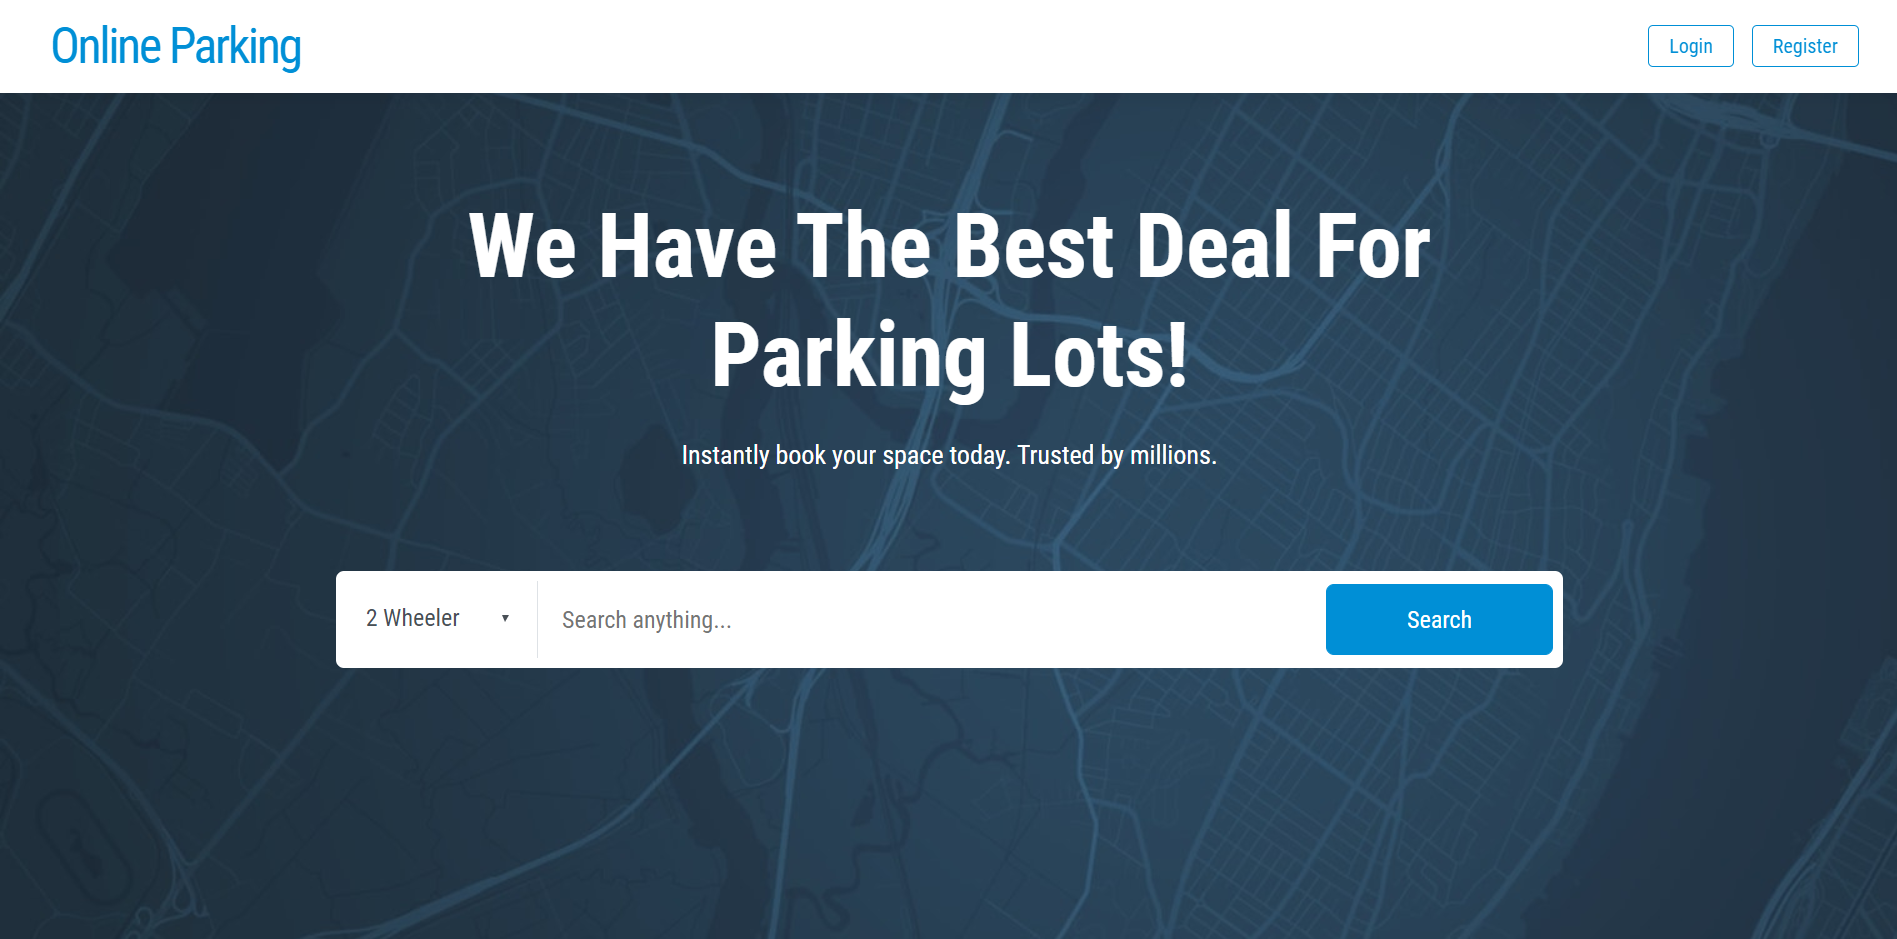 Online Parking
Login
Register
We Have The Best Deal For
Parking Lots!
Instantly book your space today. Trusted by millions.
2 Wheeler
Search anything...
Search